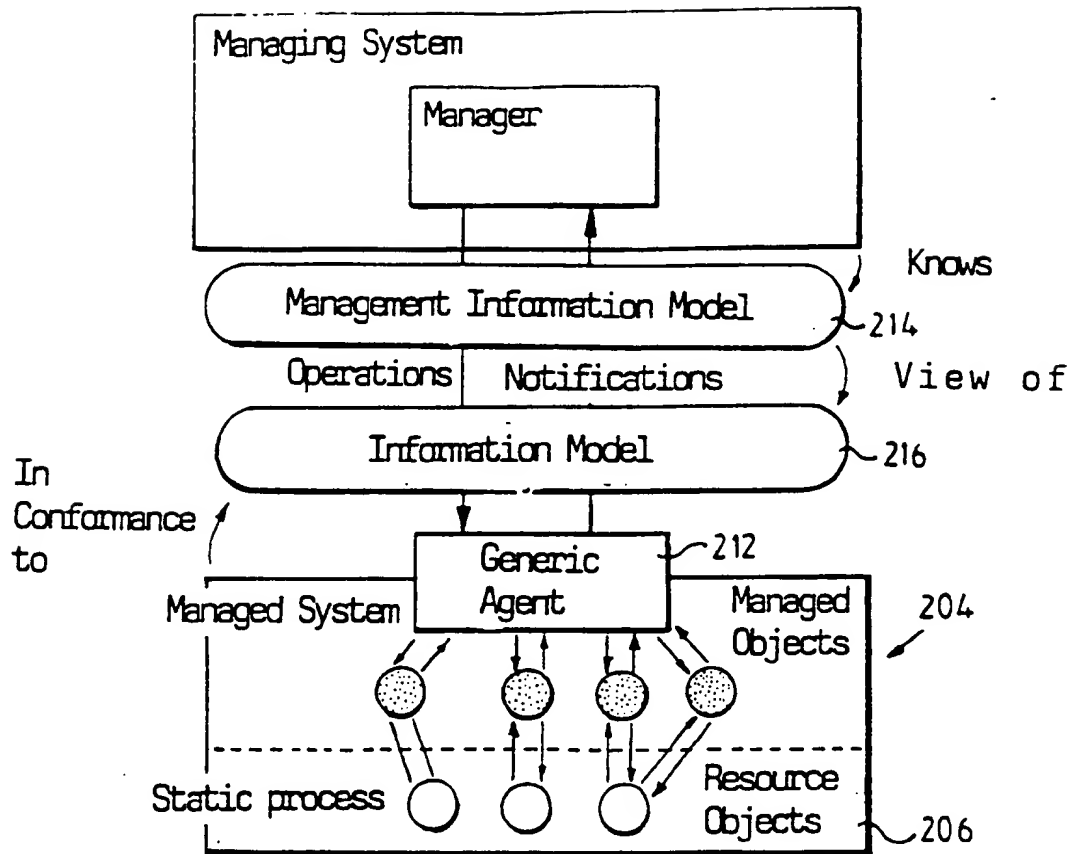 Managing System
Manager
Knows
Management Information Model
214
Operations
Notifications
View of
Information Model
216
In
Conformance
to
Generic
Agent
212
Managed System
Managed
Objects
204
Static process
Resource
Objects
206